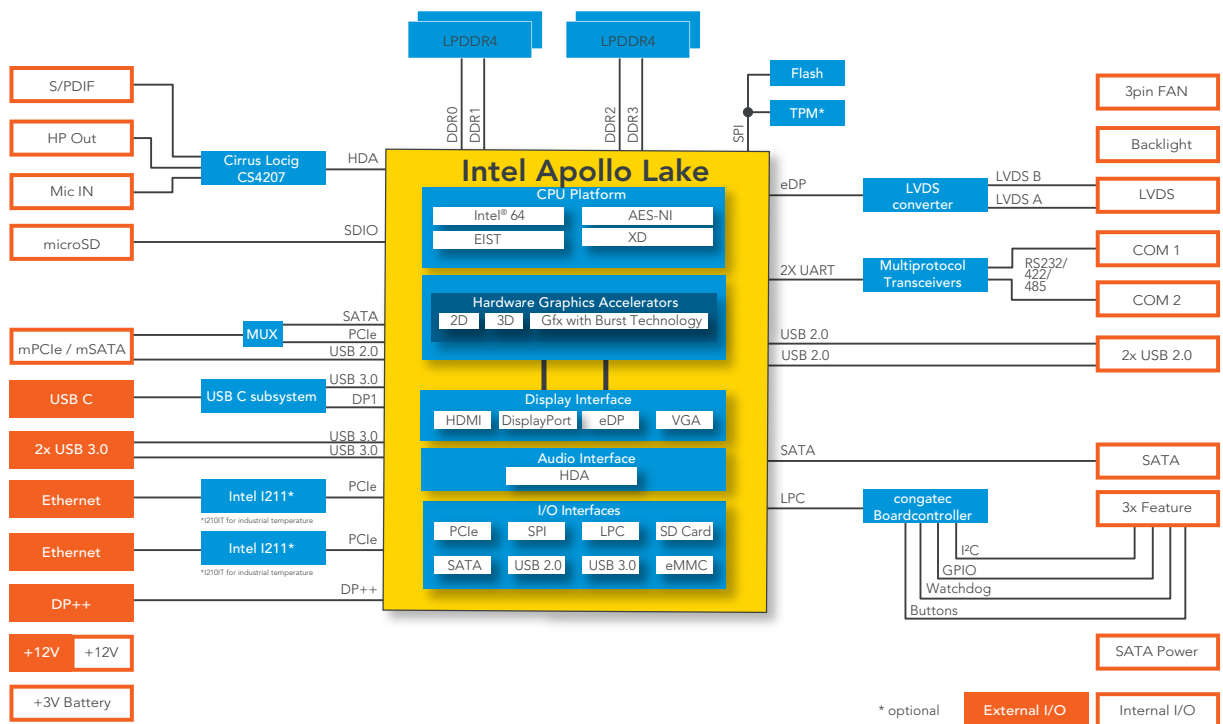 LPDDR4
LPDDR4
DDR0
DDR1
DDR2
DDR3
SPI
Flash
TPM*
S/PDIF
HP Out
Mic IN
microSD
Cirrus Locig
CS4207
HDA
SDIO
mPCIe / mSATA
MUX
SATA
PCIe
USB 2.0
USB C
USB C subsystem
USB 3.0
DP1
2x USB 3.0
USB 3.0
USB 3.0
Ethernet
Intel I211*
PCIe
*I210IT for industrial temperature
Ethernet
Intel I211*
PCIe
*I210IT for industrial temperature
DP++
DP++
+12V
+12V
+3V Battery
Intel Apollo Lake
CPU Platform
Intel® 64
AES-NI
EIST
XD
Hardware Graphics Accelerators
2D
3D
Gfx with Burst Technology
Display Interface
HDMI
DisplayPort
eDP
VGA
Audio Interface
HDA
I/O Interfaces
PCIe
SPI
LPC
SD Card
SATA
USB 2.0
USB 3.0
eMMC
3pin FAN
Backlight
eDP
LVDS
converter
LVDS B
LVDS A
LVDS
2X UART
Multiprotocol
Transceivers
RS232/
422/
485
COM 1
COM 2
USB 2.0
USB 2.0
2x USB 2.0
SATA
SATA
LPC
congatec
Boardcontroller
3x Feature
I²C
GPIO
Watchdog
Buttons
SATA Power
* optional
External I/O
Internal I/O